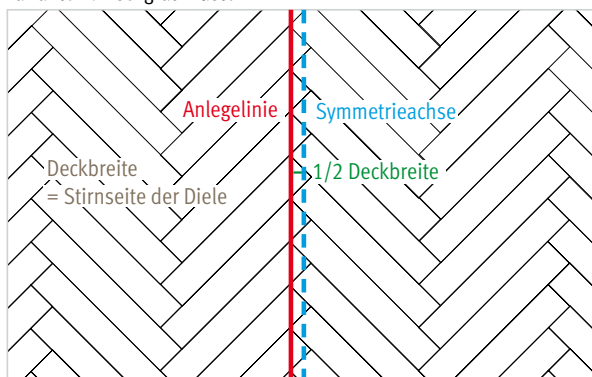 Anlegelinie
Symmetrieachse
Deckbreite
= Stirnseite der Diele
1/2 Deckbreite